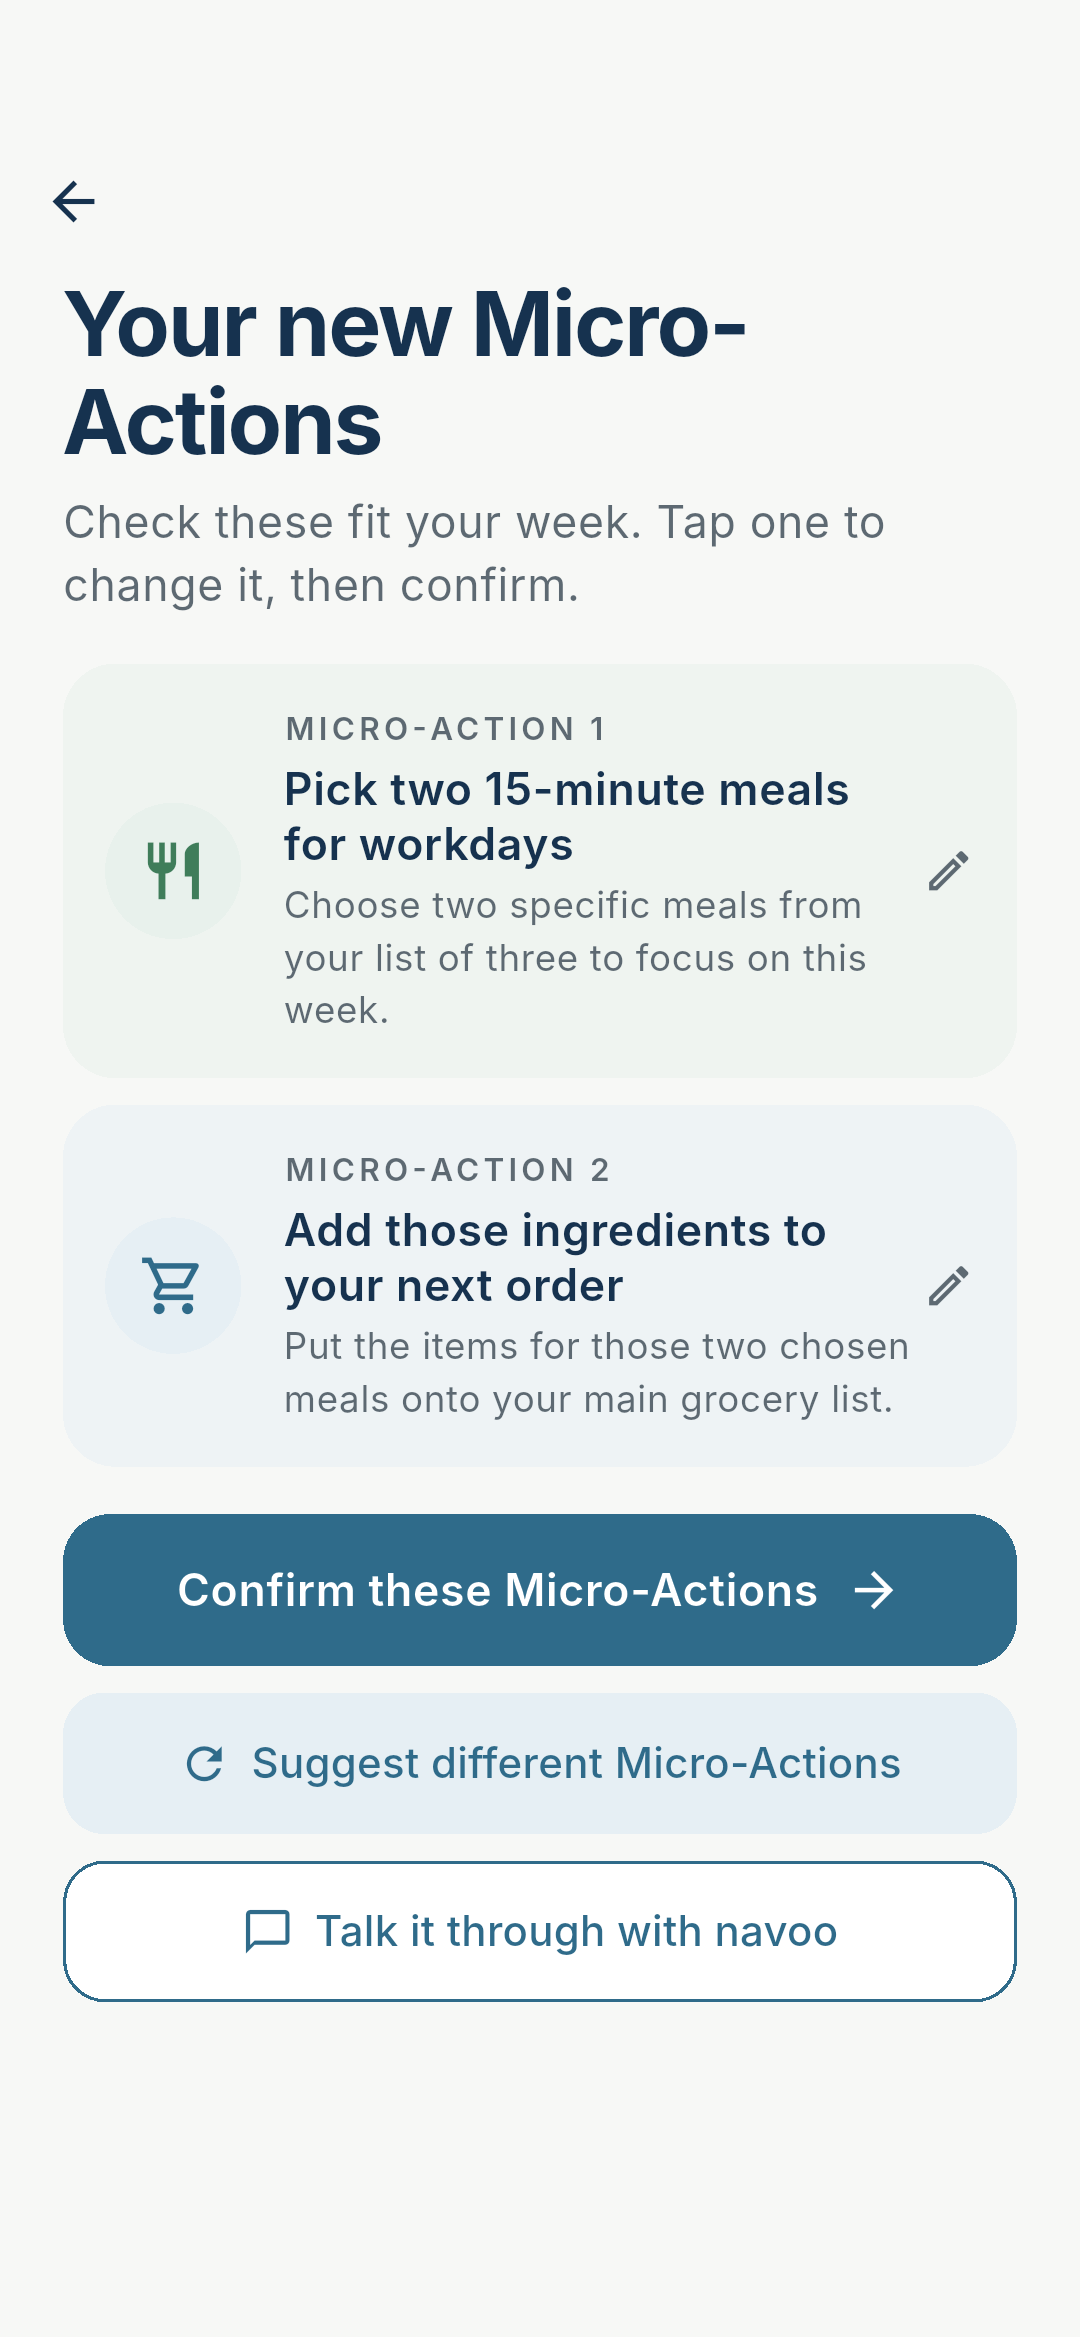 Your new Micro-
Actions
Check these fit your week. Tap one to
change it, then confirm.
MICRO-ACTION 1
Pick two 15-minute meals
for workdays
Choose two specific meals from
your list of three to focus on this
week.
MICRO-ACTION 2
Add those ingredients to
your next order
Put the items for those two chosen
meals onto your main grocery list.
Confirm these Micro-Actions
Suggest different Micro-Actions
Talk it through with navoo